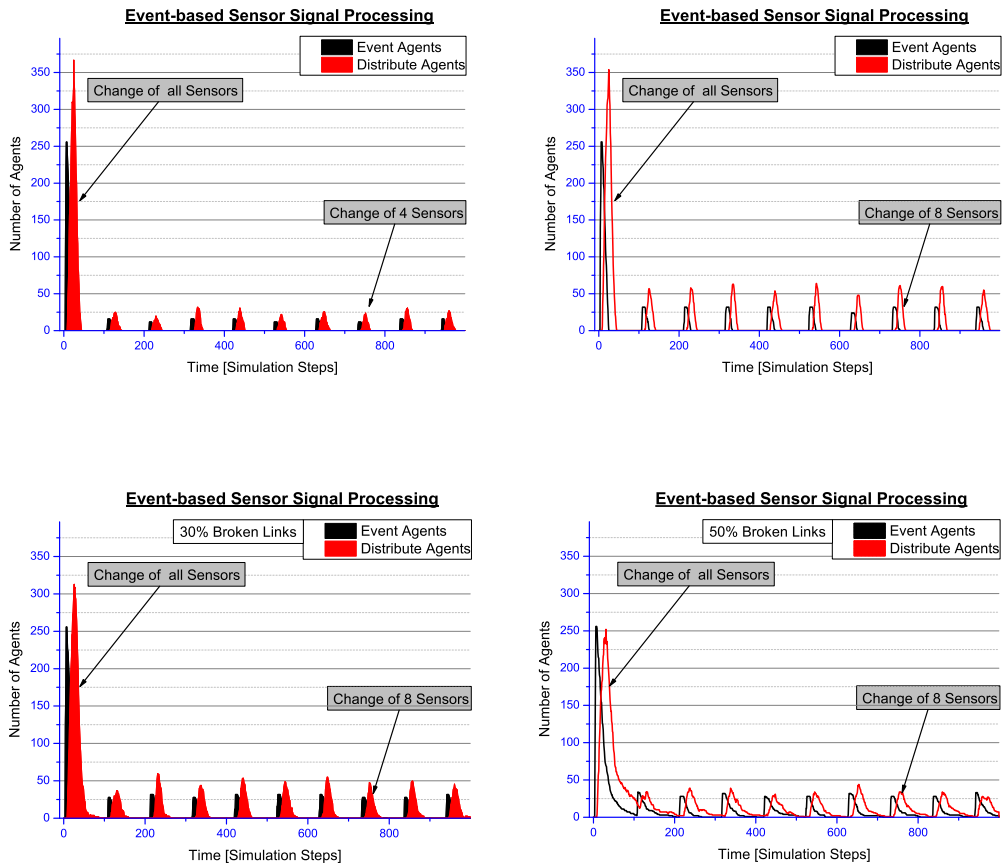 Event-based Sensor Signal Processing
Event Agents
Distribute Agents
Change of all Sensors
Change of 4 Sensors
Number of Agents
350
300
250
200
150
100
50
0
0 200 400 600 800
Time [Simulation Steps]
Event-based Sensor Signal Processing
Event Agents
Distribute Agents
Change of all Sensors
Change of 8 Sensors
Number of Agents
350
300
250
200
150
100
50
0
0 200 400 600 800
Time [Simulation Steps]
Event-based Sensor Signal Processing
30% Broken Links
Event Agents
Distribute Agents
Change of all Sensors
Change of 8 Sensors
Number of Agents
350
300
250
200
150
100
50
0
0 200 400 600 800
Time [Simulation Steps]
Event-based Sensor Signal Processing
50% Broken Links
Event Agents
Distribute Agents
Change of all Sensors
Change of 8 Sensors
Number of Agents
350
300
250
200
150
100
50
0
0 200 400 600 800
Time [Simulation Steps]